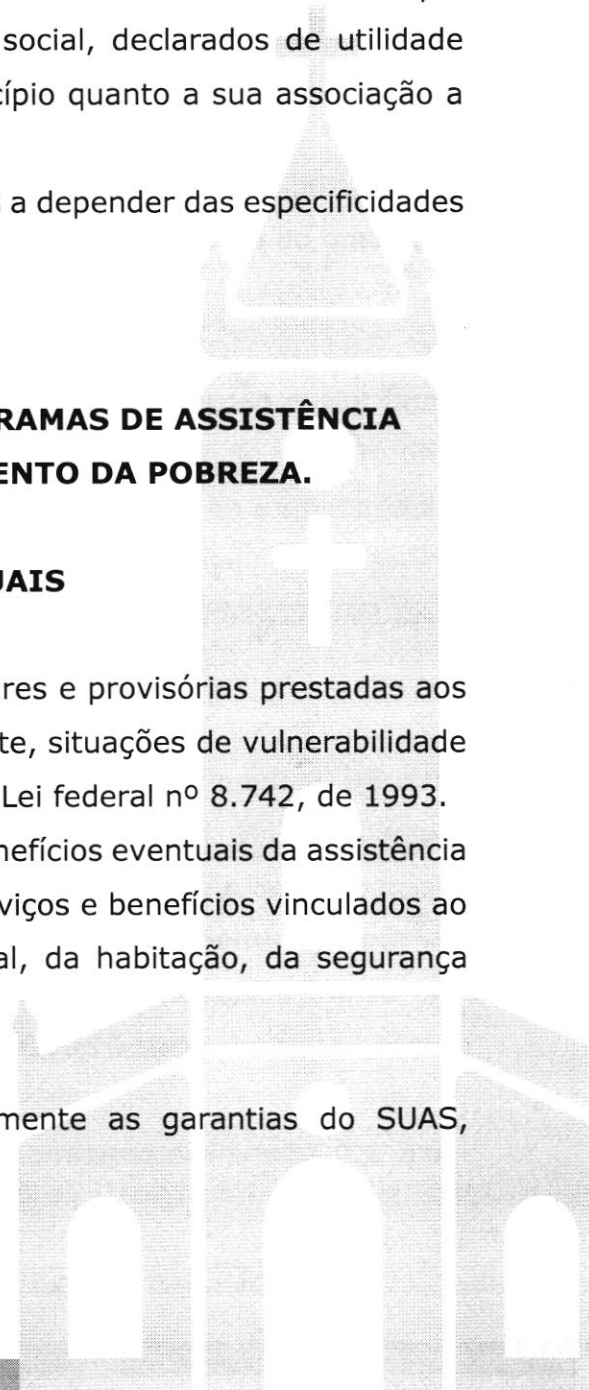 social, declarados de utilidade
cípio quanto a sua associação a
a depender das especificidades
RAMAS DE ASSISTÊNCIA
ENTO DA POBREZA.
UAIS
res e provisórias prestadas aos
te, situações de vulnerabilidade
Lei federal nº 8.742, de 1993.
nefícios eventuais da assistência
viços e benefícios vinculados ao
al, da habitação, da segurança
mente as garantias do SUAS,